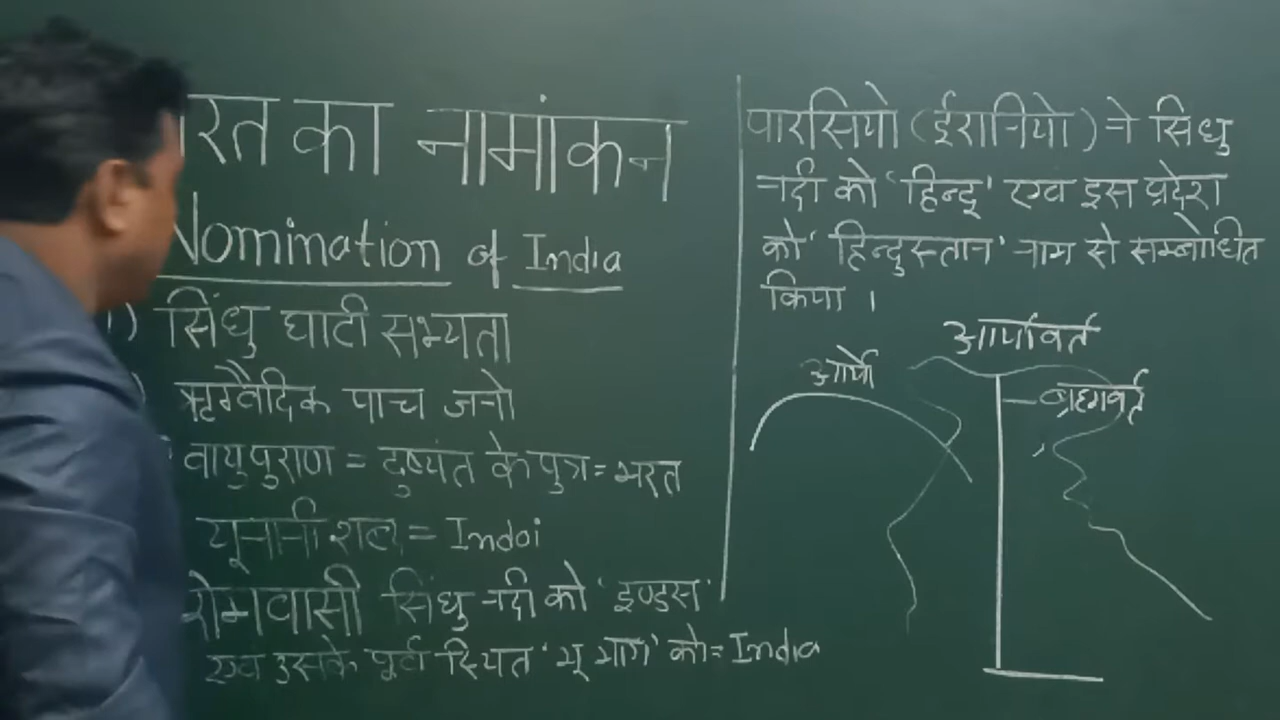 रत का नामांकन
Nomination of India
1) सिंधु घाटी सभ्यता
) ऋग्वैदिक पाच जनो
वायुपुराण = दुष्यंत के पुत्र = भरत
यूनानी शब्द = Indoi
रोमवासी सिंधु नदी को 'इण्डस'
एव उसके पूर्व स्थित 'भू भाग' को = India
पारसियो (ईरानियो) ने सिधु
नदी को 'हिन्दू' एव इस प्रदेश
को 'हिन्दुस्तान' नाम से सम्बोधित
किया ।
आर्यावर्त
आर्यो
ब्रह्मवर्त